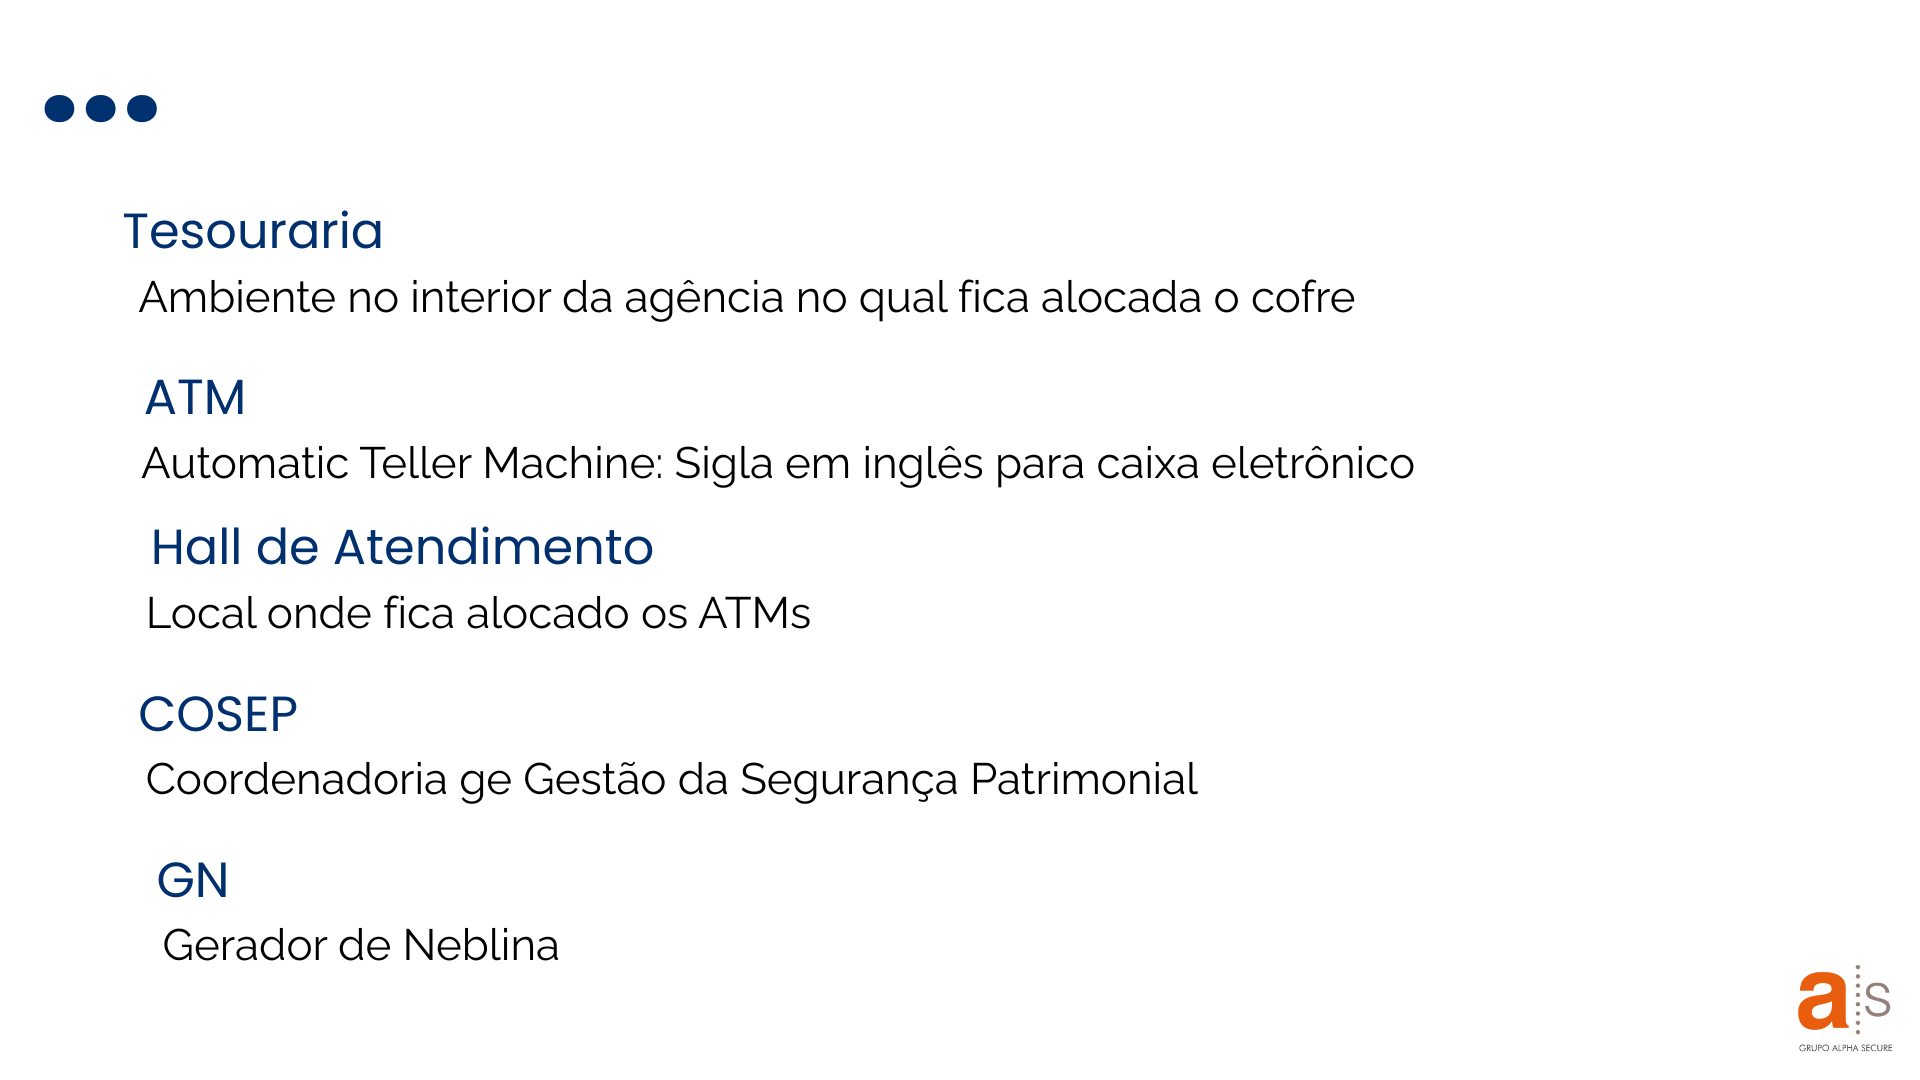 Tesouraria
Ambiente no interior da agência no qual fica alocada o cofre
ATM
Automatic Teller Machine: Sigla em inglês para caixa eletrônico
Hall de Atendimento
Local onde fica alocado os ATMs
COSEP
Coordenadoria ge Gestão da Segurança Patrimonial
GN
Gerador de Neblina
a s
GRUPO ALPHA SECURE